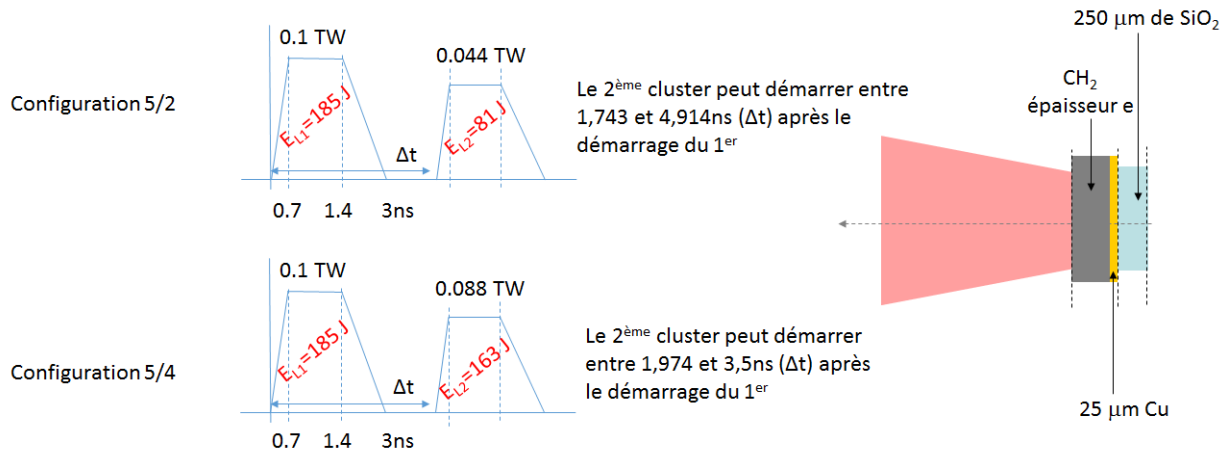 Configuration 5/2
0.1 TW
0.044 TW
E_L1=185 J
E_L2=81 J
Δt
0.7 1.4 3ns
Le 2ème cluster peut démarrer entre
1,743 et 4,914ns (Δt) après le
démarrage du 1er
Configuration 5/4
0.1 TW
0.088 TW
E_L1=185 J
E_L2=163 J
Δt
0.7 1.4 3ns
Le 2ème cluster peut démarrer
entre 1,974 et 3,5ns (Δt) après
le démarrage du 1er
250 μm de SiO2
CH2
épaisseur e
25 μm Cu